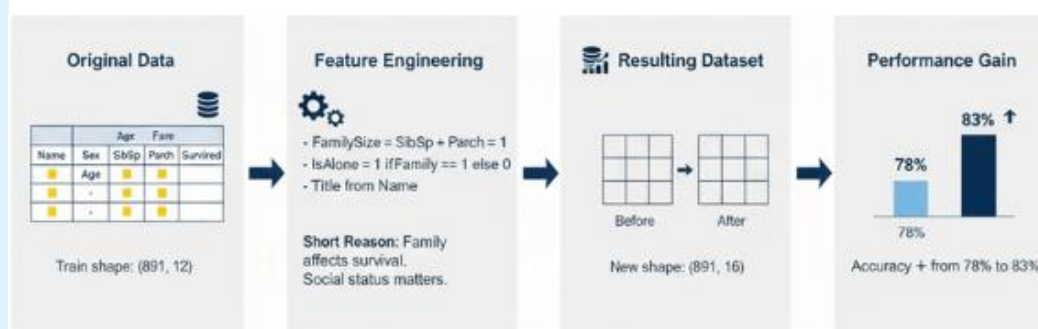 Original Data
Age Fare
Name Sex SbSp Parch Survired
Age
Train shape: (891, 12)
Feature Engineering
- FamilySize = SibSp + Parch = 1
- IsAlone = 1 ifFamily == 1 else 0
- Title from Name
Short Reason: Family
affects survival.
Social status matters.
Resulting Dataset
Before After
New shape: (891, 16)
Performance Gain
83% ↑
78%
78%
Accuracy + from 78% to 83%